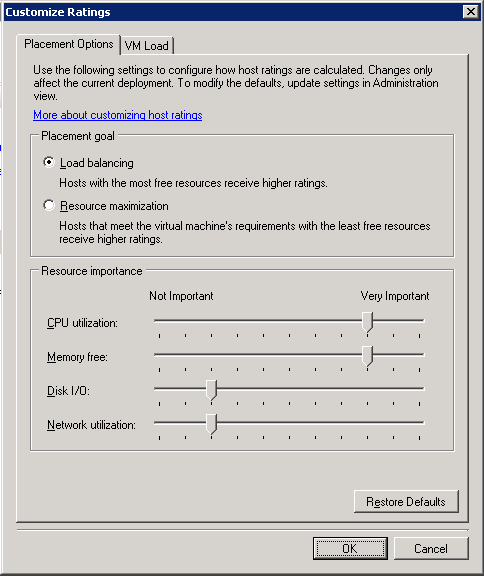 Customize Ratings
Placement Options
VM Load
Use the following settings to configure how host ratings are calculated. Changes only
affect the current deployment. To modify the defaults, update settings in Administration
view.
More about customizing host ratings
Placement goal
Load balancing
Hosts with the most free resources receive higher ratings.
Resource maximization
Hosts that meet the virtual machine's requirements with the least free resources
receive higher ratings.
Resource importance
Not Important Very Important
CPU utilization:
Memory free:
Disk I/O:
Network utilization:
Restore Defaults
OK Cancel